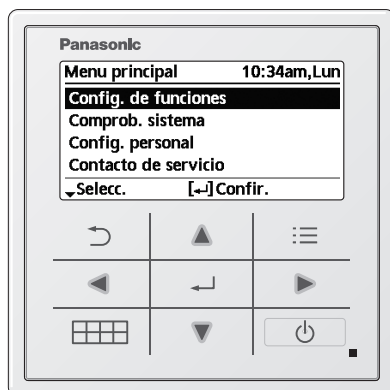 Panasonic
Menu principal 10:34am,Lun
Config. de funciones
Comprob. sistema
Config. personal
Contacto de servicio
Selecc. [↵]Confir.